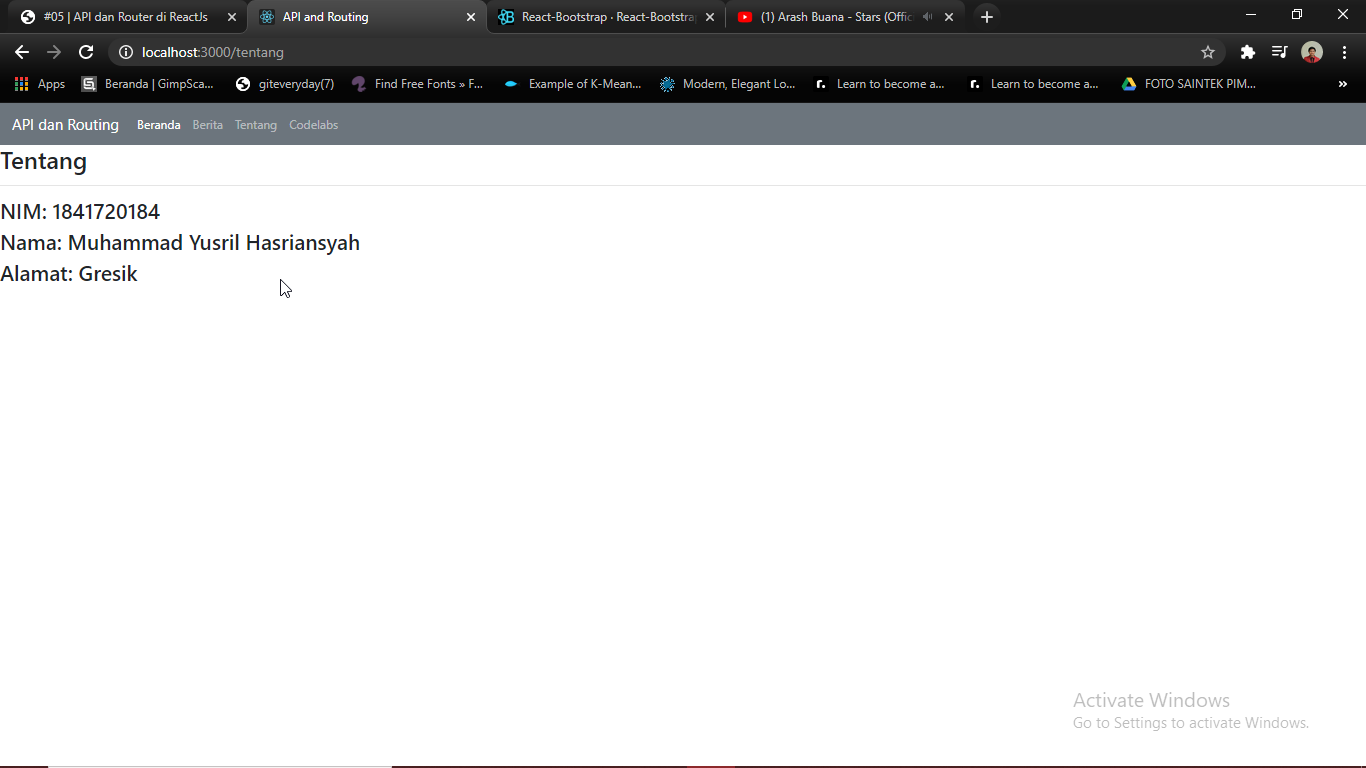 #05 | API dan Router di ReactJs
API and Routing
React-Bootstrap · React-Bootstra
(1) Arash Buana - Stars (Offic
localhost:3000/tentang
Apps
Beranda | GimpSca...
giteveryday(7)
Find Free Fonts » F...
Example of K-Mean...
Modern, Elegant Lo...
Learn to become a...
Learn to become a...
FOTO SAINTEK PIM...
»
API dan Routing Beranda Berita Tentang Codelabs
Tentang
NIM: 1841720184
Nama: Muhammad Yusril Hasriansyah
Alamat: Gresik
Activate Windows
Go to Settings to activate Windows.